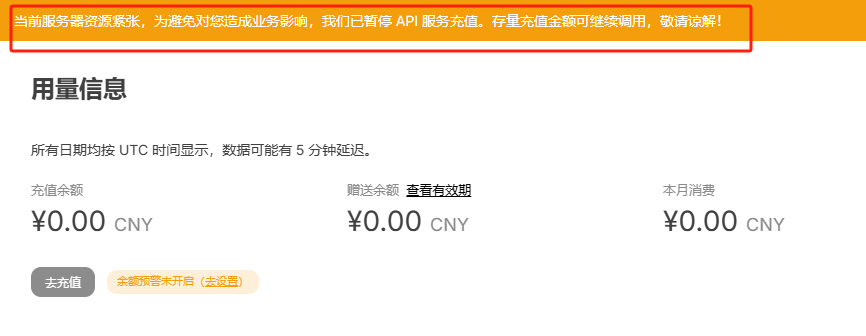 当前服务器资源紧张，为避免对您造成业务影响，我们已暂停 API 服务充值。存量充值金额可继续调用，敬请谅解！
用量信息
所有日期均按 UTC 时间显示，数据可能有 5 分钟延迟。
充值余额
¥0.00 CNY
赠送余额 查看有效期
¥0.00 CNY
本月消费
¥0.00 CNY
去充值
余额预警未开启（去设置）